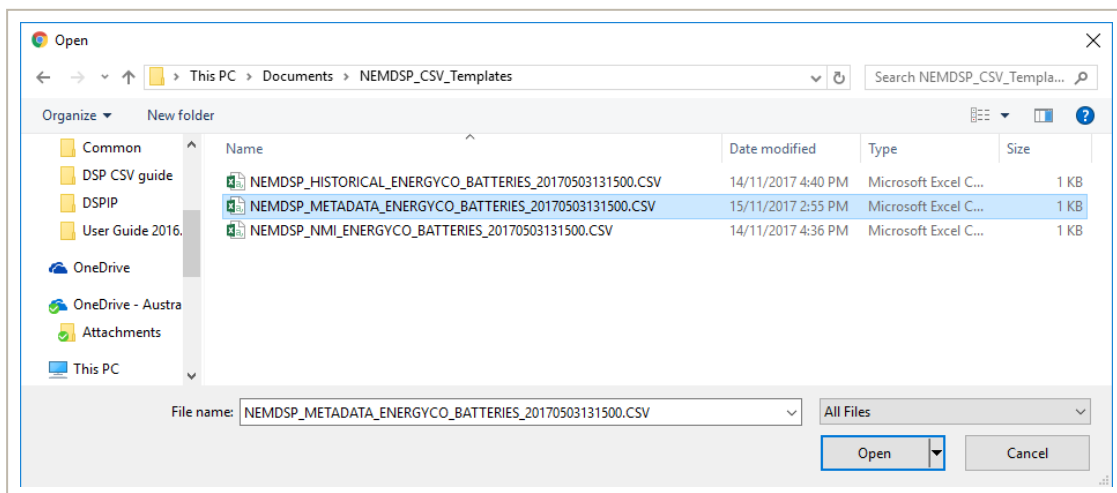 Open
This PC > Documents > NEMDSP_CSV_Templates
Search NEMDSP_CSV_Templa...
Organize
New folder
Name Date modified Type Size
Common
DSP CSV guide
DSPIP
User Guide 2016.
OneDrive
OneDrive - Austra
Attachments
This PC
NEMDSP_HISTORICAL_ENERGYCO_BATTERIES_20170503131500.CSV 14/11/2017 4:40 PM Microsoft Excel C... 1 KB
NEMDSP_METADATA_ENERGYCO_BATTERIES_20170503131500.CSV 15/11/2017 2:55 PM Microsoft Excel C... 1 KB
NEMDSP_NMI_ENERGYCO_BATTERIES_20170503131500.CSV 14/11/2017 4:36 PM Microsoft Excel C... 1 KB
File name: NEMDSP_METADATA_ENERGYCO_BATTERIES_20170503131500.CSV
All Files
Open
Cancel